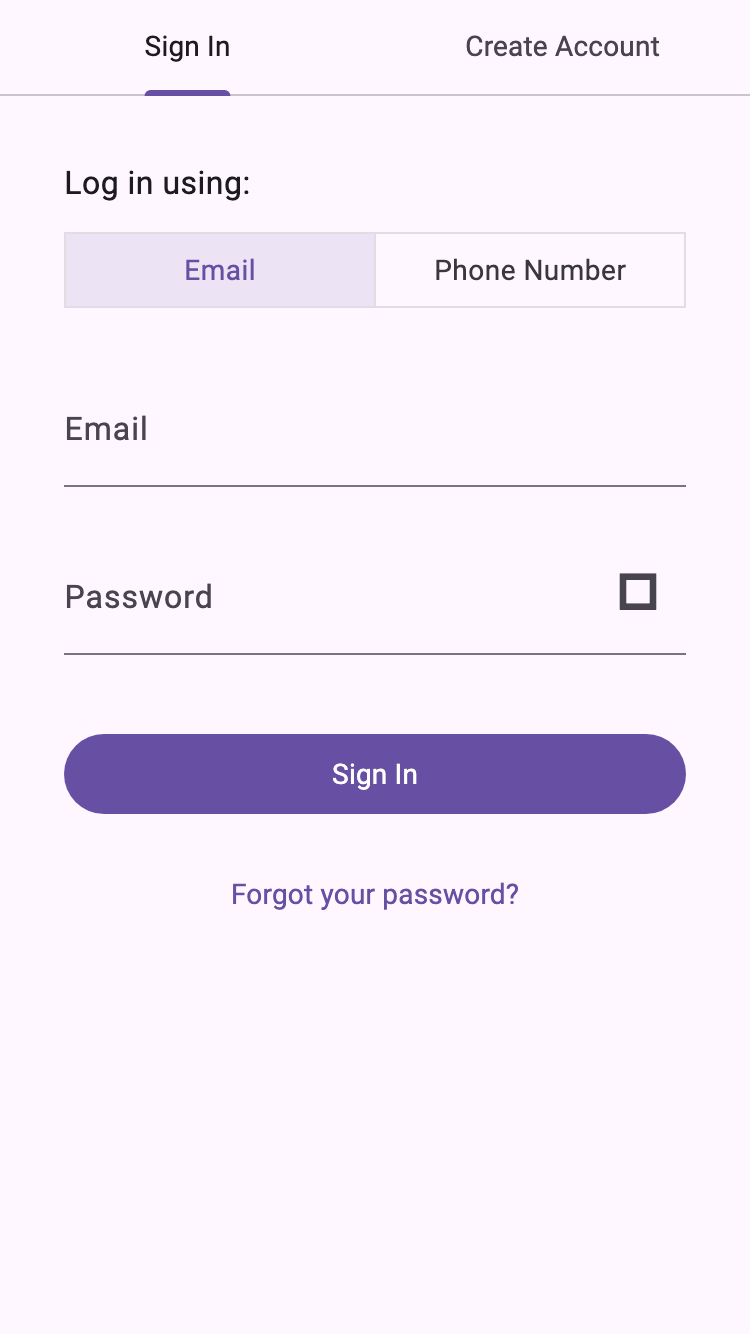 Sign In
Create Account
Log in using:
Email
Phone Number
Email
Password
Sign In
Forgot your password?